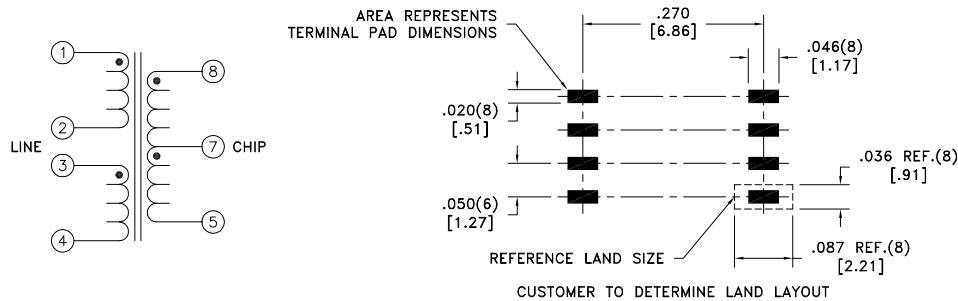 1
2
LINE
3
4
8
7
CHIP
5
AREA REPRESENTS
TERMINAL PAD DIMENSIONS
.270
[6.86]
.046(8)
[1.17]
.020(8)
[.51]
.036 REF.(8)
[.91]
.050(6)
[1.27]
REFERENCE LAND SIZE
.087 REF.(8)
[2.21]
CUSTOMER TO DETERMINE LAND LAYOUT